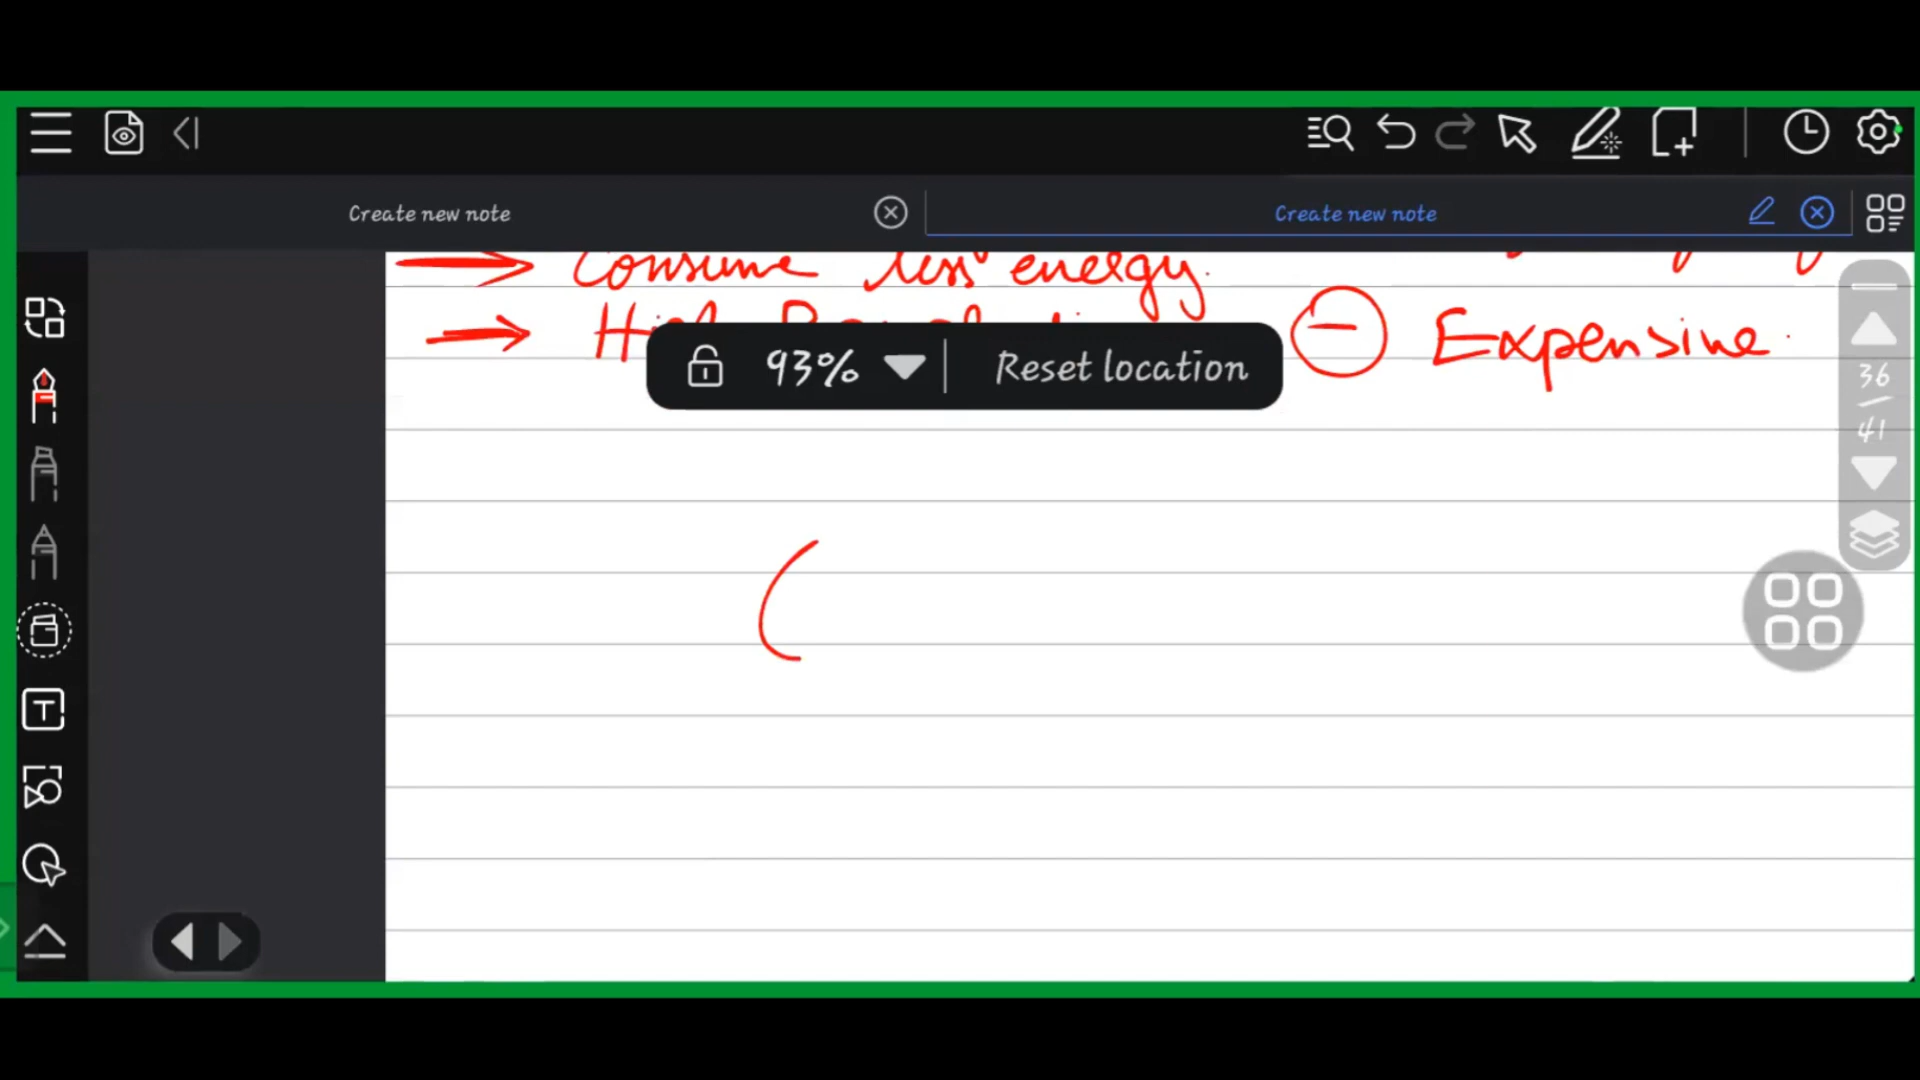 Create new note
Create new note
→ Consume less energy.
→
93%
Reset location
⊖ Expensive
36
41
T
(